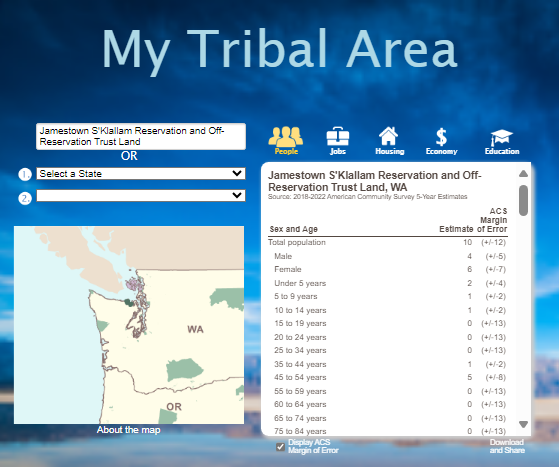 My Tribal Area
Jamestown S'Klallam Reservation and Off-
Reservation Trust Land
OR
1. Select a State
2.
WA
OR
About the map
People Jobs Housing Economy Education
Jamestown S'Klallam Reservation and Off-
Reservation Trust Land, WA
Source: 2018-2022 American Community Survey 5-Year Estimates
ACS
Margin
Sex and Age Estimate of Error
Total population 10 (+/-12)
Male 4 (+/-5)
Female 6 (+/-7)
Under 5 years 2 (+/-4)
5 to 9 years 1 (+/-2)
10 to 14 years 1 (+/-2)
15 to 19 years 0 (+/-13)
20 to 24 years 0 (+/-13)
25 to 34 years 0 (+/-13)
35 to 44 years 1 (+/-2)
45 to 54 years 5 (+/-8)
55 to 59 years 0 (+/-13)
60 to 64 years 0 (+/-13)
65 to 74 years 0 (+/-13)
75 to 84 years 0 (+/-13)
Display ACS
Margin of Error
Download
and Share